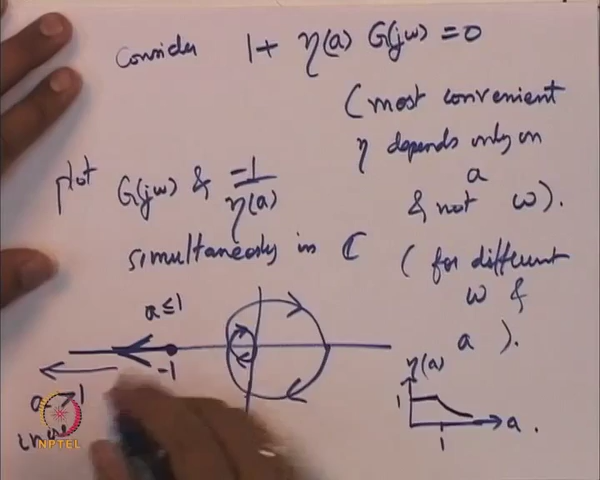 Consider 1 + η(a) G(jω) = 0
(most convenient
η depends only on
a
& not ω).
plot G(jω) & -1/η(a)
simultaneously in ℂ
(for different
ω &
a).
a ≤ 1
-1
a > 1
η(a)
1
a.
1
NPTEL